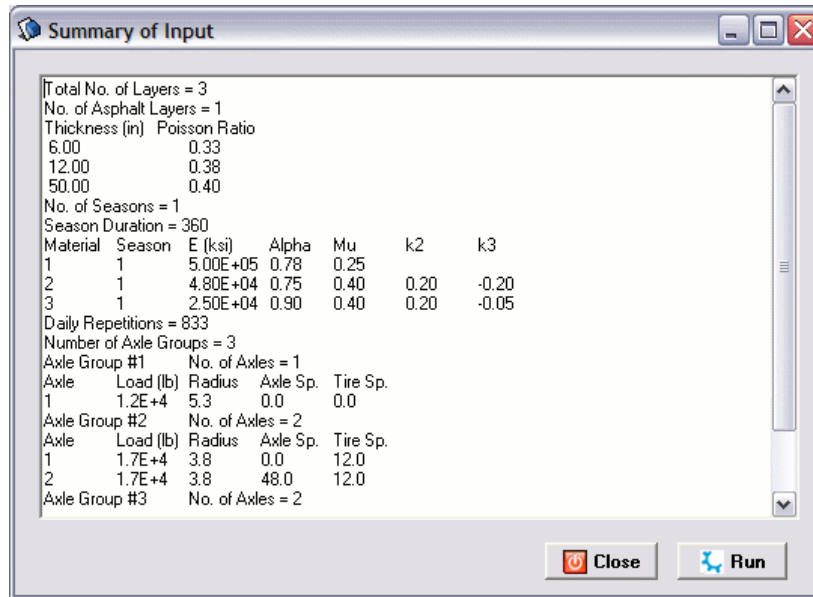 Summary of Input
Total No. of Layers = 3
No. of Asphalt Layers = 1
Thickness (in) Poisson Ratio
6.00 0.33
12.00 0.38
50.00 0.40
No. of Seasons = 1
Season Duration = 360
Material Season E (ksi) Alpha Mu k2 k3
1 1 5.00E+05 0.78 0.25
2 1 4.80E+04 0.75 0.40 0.20 -0.20
3 1 2.50E+04 0.90 0.40 0.20 -0.05
Daily Repetitions = 833
Number of Axle Groups = 3
Axle Group #1 No. of Axles = 1
Axle Load (lb) Radius Axle Sp. Tire Sp.
1 1.2E+4 5.3 0.0 0.0
Axle Group #2 No. of Axles = 2
Axle Load (lb) Radius Axle Sp. Tire Sp.
1 1.7E+4 3.8 0.0 12.0
2 1.7E+4 3.8 48.0 12.0
Axle Group #3 No. of Axles = 2
Close Run